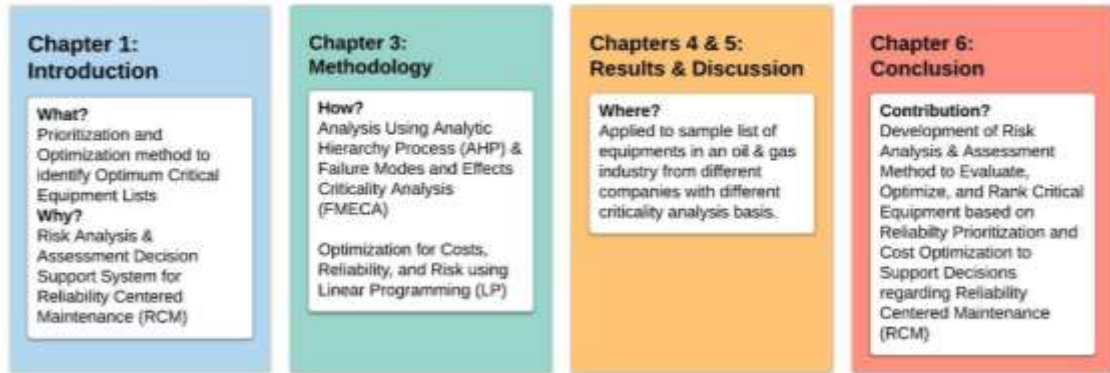 Chapter 1:
Introduction
What?
Prioritization and
Optimization method to
identify Optimum Critical
Equipment Lists
Why?
Risk Analysis &
Assessment Decision
Support System for
Reliability Centered
Maintenance (RCM)
Chapter 3:
Methodology
How?
Analysis Using Analytic
Hierarchy Process (AHP) &
Failure Modes and Effects
Criticality Analysis
(FMECA)
Optimization for Costs,
Reliability, and Risk using
Linear Programming (LP)
Chapters 4 & 5:
Results & Discussion
Where?
Applied to sample list of
equipments in an oil & gas
industry from different
companies with different
criticality analysis basis.
Chapter 6:
Conclusion
Contribution?
Development of Risk
Analysis & Assessment
Method to Evaluate,
Optimize, and Rank Critical
Equipment based on
Reliabilty Prioritization and
Cost Optimization to
Support Decisions
regarding Reliability
Centered Maintenance
(RCM)